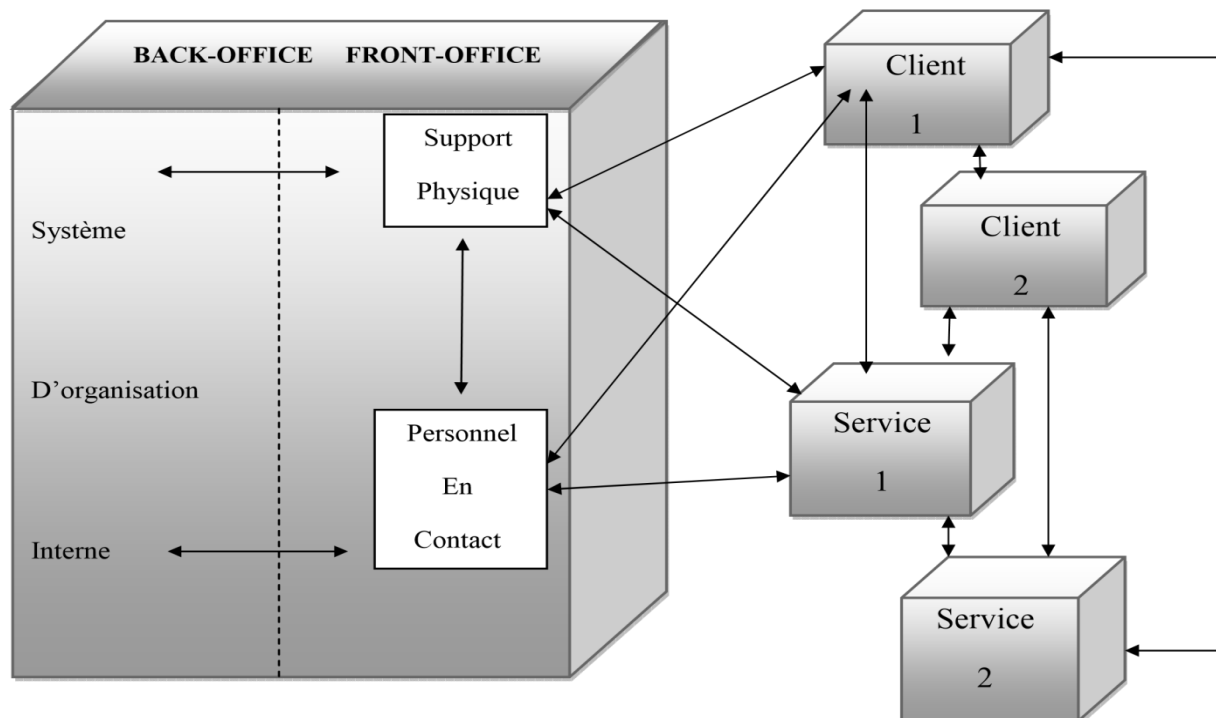 BACK-OFFICE FRONT-OFFICE
Système
D’organisation
Interne
Support
Physique
Personnel
En
Contact
Client
1
Client
2
Service
1
Service
2